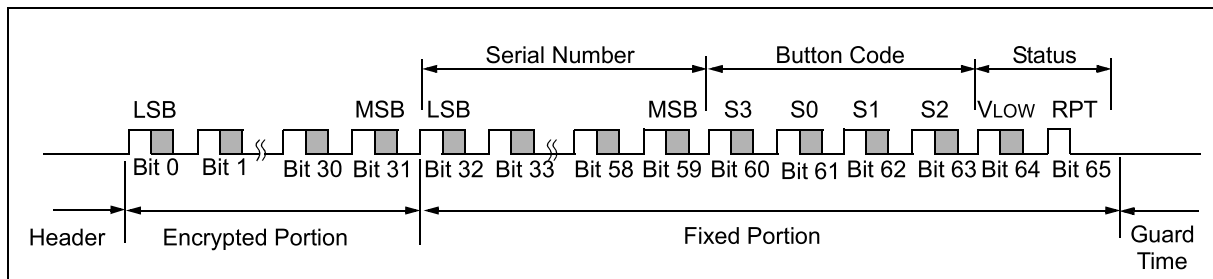 Serial Number Button Code Status
LSB MSB LSB MSB S3 S0 S1 S2 VLOW RPT
Bit 0 Bit 1 Bit 30 Bit 31 Bit 32 Bit 33 Bit 58 Bit 59 Bit 60 Bit 61 Bit 62 Bit 63 Bit 64 Bit 65
Header Encrypted Portion Fixed Portion Guard
Time